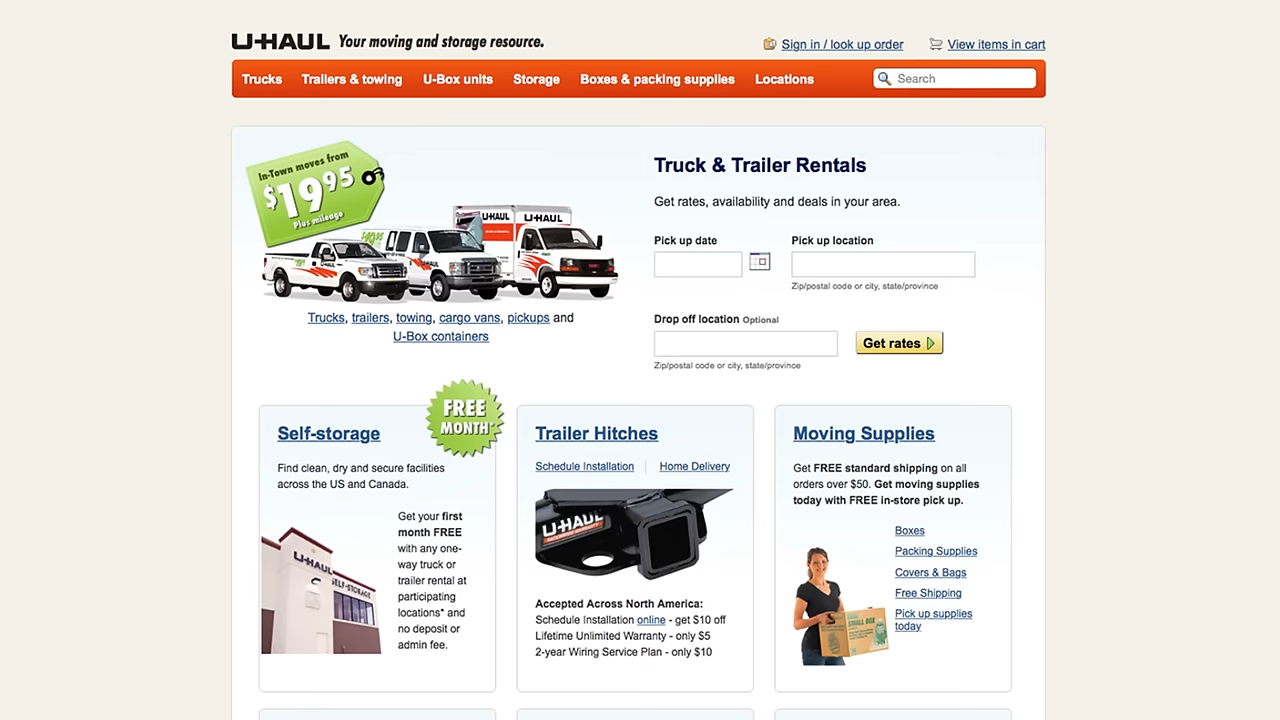 U-HAUL Your moving and storage resource.
Sign in / look up order View items in cart
Trucks Trailers & towing U-Box units Storage Boxes & packing supplies Locations Search
In-Town moves from
$19.95
Plus mileage
U-HAUL U-HAUL
U-HAUL
Trucks, trailers, towing, cargo vans, pickups and
U-Box containers
Truck & Trailer Rentals
Get rates, availability and deals in your area.
Pick up date Pick up location
Zip/postal code or city, state/province
Drop off location Optional
Get rates
Zip/postal code or city, state/province
FREE
MONTH*
Self-storage
Find clean, dry and secure facilities
across the US and Canada.
Get your first
month FREE
with any one-
way truck or
trailer rental at
participating
locations* and
no deposit or
admin fee.
U-HAUL
SELF-STORAGE
Trailer Hitches
Schedule Installation Home Delivery
U-HAUL
Accepted Across North America:
Schedule Installation online - get $10 off
Lifetime Unlimited Warranty - only $5
2-year Wiring Service Plan - only $10
Moving Supplies
Get FREE standard shipping on all
orders over $50. Get moving supplies
today with FREE in-store pick up.
Boxes
Packing Supplies
Covers & Bags
Free Shipping
Pick up supplies
today
SMALL BOX